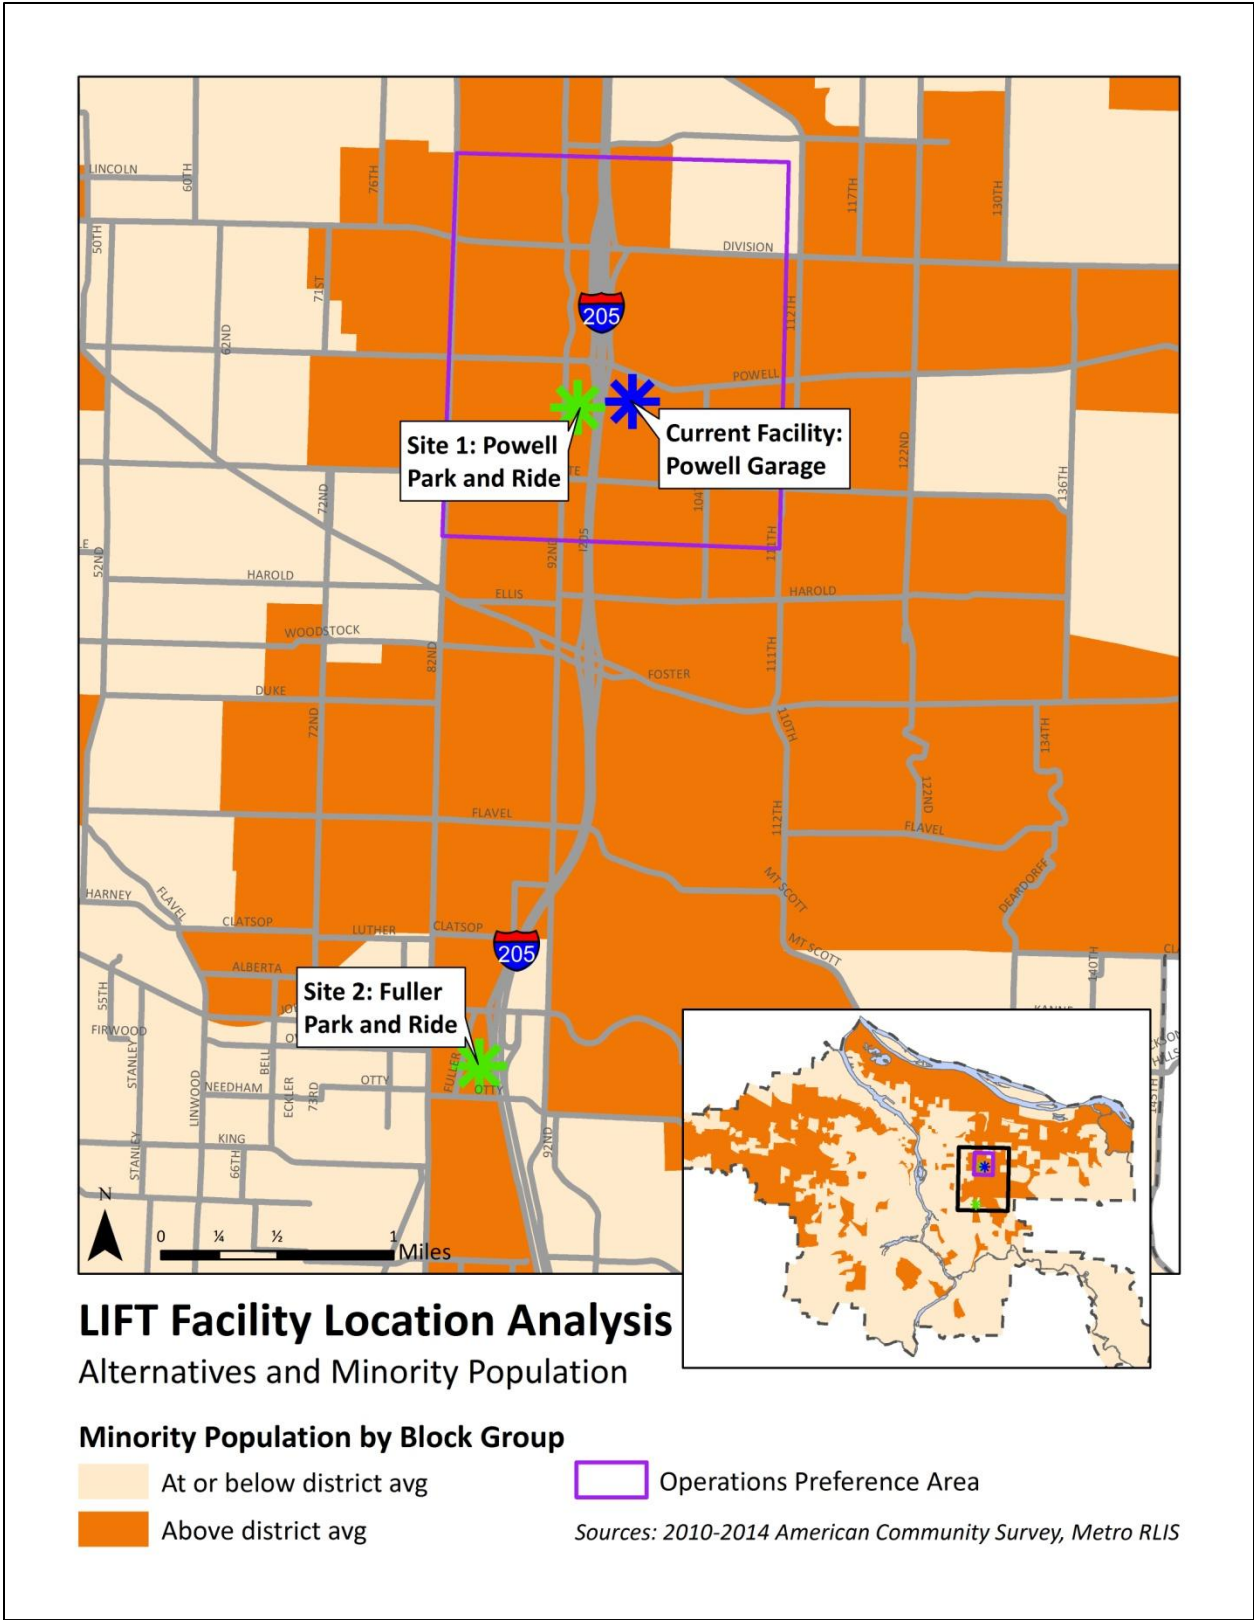 LINCOLN
60TH
76TH
117TH
130TH
50TH
DIVISION
71ST
62ND
205
112TH
POWELL
Site 1: Powell
Park and Ride
Current Facility:
Powell Garage
122ND
72ND
136TH
52ND
92ND
I205
111TH
HAROLD
ELLIS
HAROLD
WOODSTOCK
82ND
FOSTER
111TH
DUKE
72ND
110TH
134TH
122ND
FLAVEL
112TH
FLAVEL
HARNEY
FLAVEL
MT SCOTT
DEARDORFF
CLATSOP
LUTHER
CLATSOP
MT SCOTT
205
ALBERTA
140TH
Site 2: Fuller
Park and Ride
55TH
FIRWOOD
STANLEY
BELL
FULLER
LINWOOD
NEEDHAM
ECKLER
73RD
OTTY
OTTY
145TH
KING
STANLEY
66TH
92ND
N
0 ¼ ½ 1
Miles
LIFT Facility Location Analysis
Alternatives and Minority Population
Minority Population by Block Group
At or below district avg
Above district avg
Operations Preference Area
Sources: 2010-2014 American Community Survey, Metro RLIS